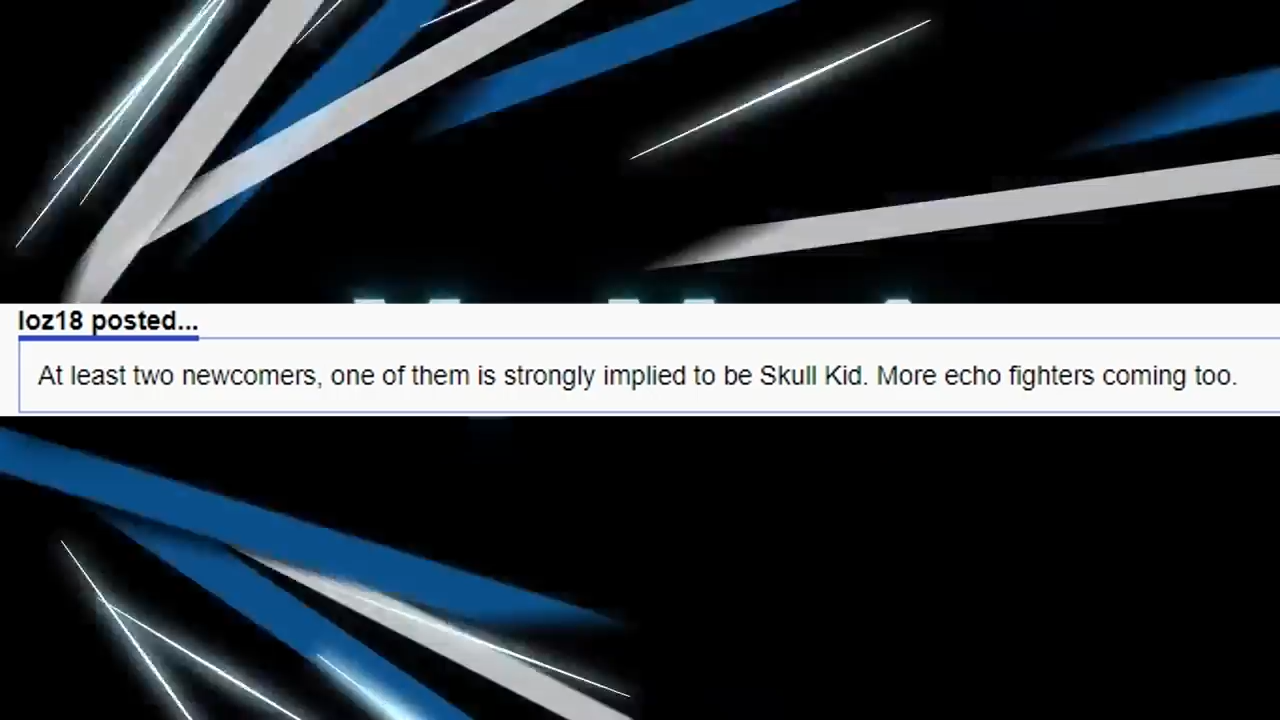 loz18 posted...
At least two newcomers, one of them is strongly implied to be Skull Kid. More echo fighters coming too.